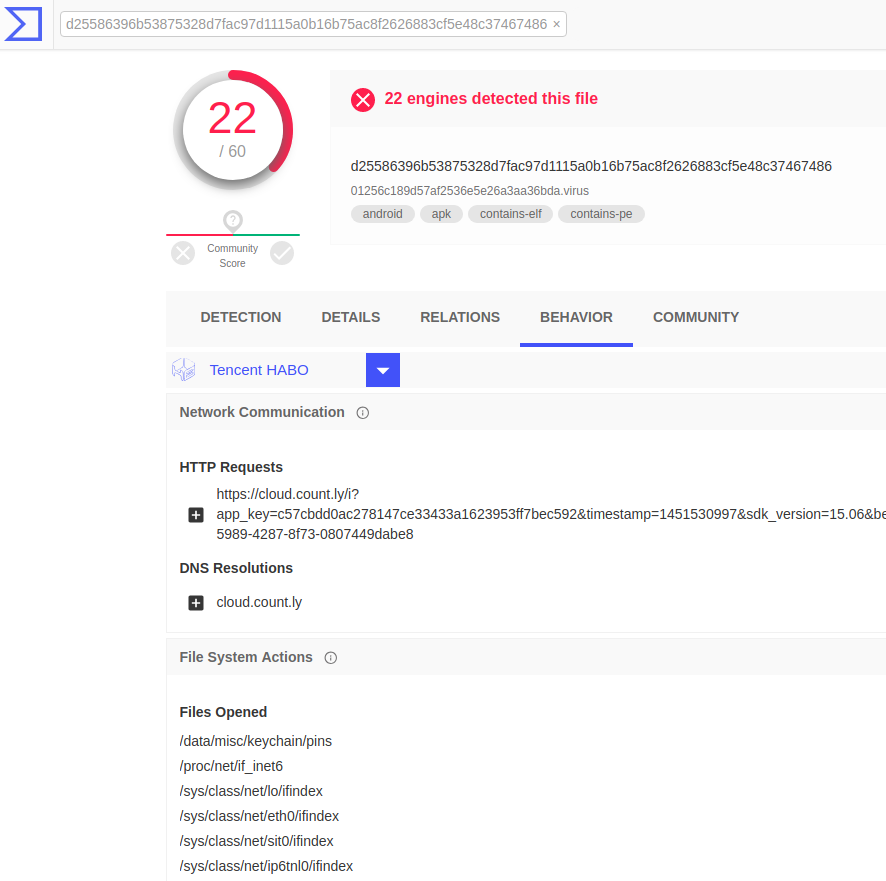 d25586396b53875328d7fac97d1115a0b16b75ac8f2626883cf5e48c37467486 ×
22
/ 60
22 engines detected this file
d25586396b53875328d7fac97d1115a0b16b75ac8f2626883cf5e48c37467486
01256c189d57af2536e5e26a3aa36bda.virus
android apk contains-elf contains-pe
?
Community
Score
DETECTION DETAILS RELATIONS BEHAVIOR COMMUNITY
Tencent HABO
Network Communication
HTTP Requests
https://cloud.count.ly/i?
app_key=c57cbdd0ac278147ce33433a1623953ff7bec592&timestamp=1451530997&sdk_version=15.06&be
5989-4287-8f73-0807449dabe8
DNS Resolutions
cloud.count.ly
File System Actions
Files Opened
/data/misc/keychain/pins
/proc/net/if_inet6
/sys/class/net/lo/ifindex
/sys/class/net/eth0/ifindex
/sys/class/net/sit0/ifindex
/sys/class/net/ip6tnl0/ifindex